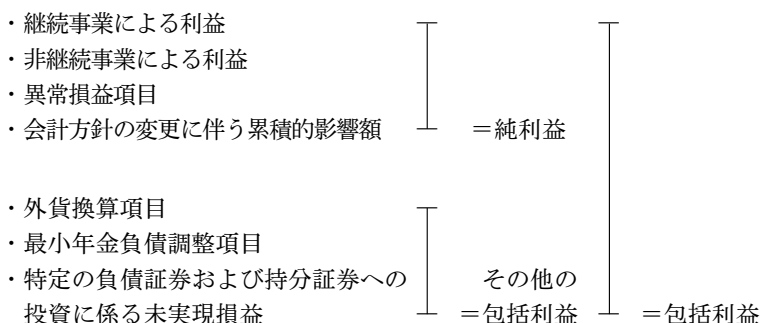 ・継続事業による利益
・非継続事業による利益
・異常損益項目
・会計方針の変更に伴う累積的影響額 ＝純利益
・外貨換算項目
・最小年金負債調整項目
・特定の負債証券および持分証券への その他の
投資に係る未実現損益 ＝包括利益 ＝包括利益